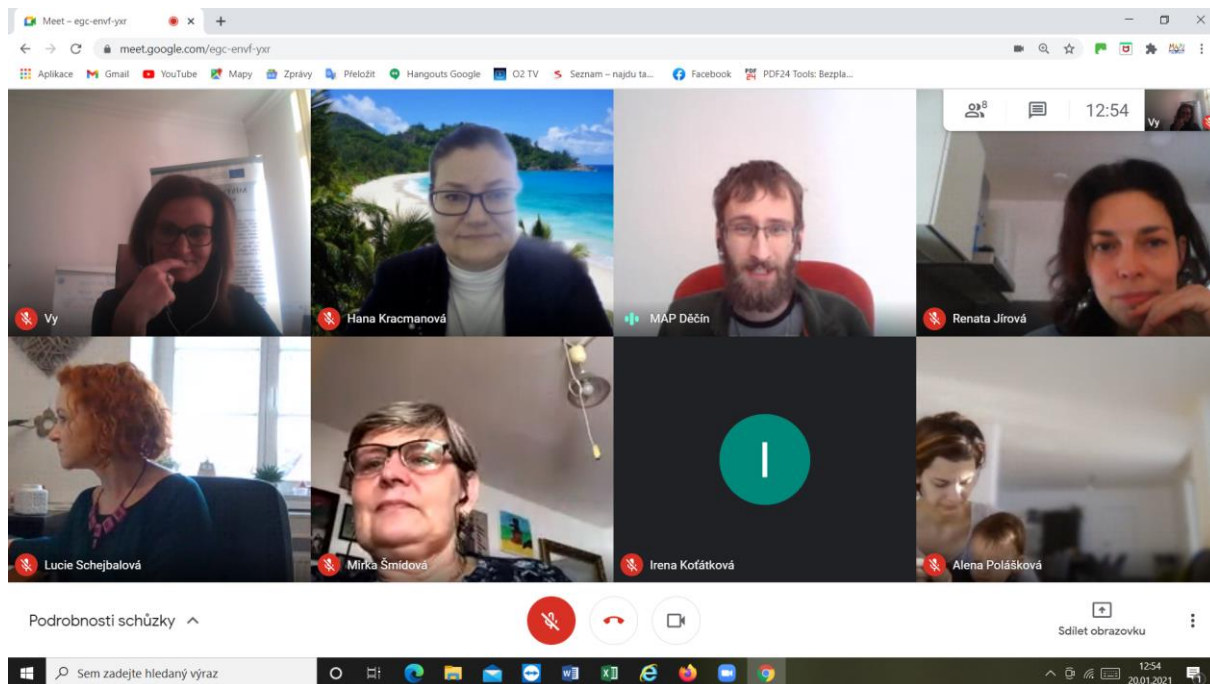 Meet – egc-envf-yxr
meet.google.com/egc-envf-yxr
Aplikace Gmail YouTube Mapy Zprávy Přeložit Hangouts Google O2 TV Seznam – najdu ta... Facebook PDF24 Tools: Bezpla...
8 12:54 Vy
Vy
Hana Kracmanová
MAP Děčín
Renata Jírová
I
Lucie Schejbalová
Mirka Šmídová
Irena Koťátková
Alena Polášková
Podrobnosti schůzky
Sdílet obrazovku
Sem zadejte hledaný výraz
12:54
20.01.2021